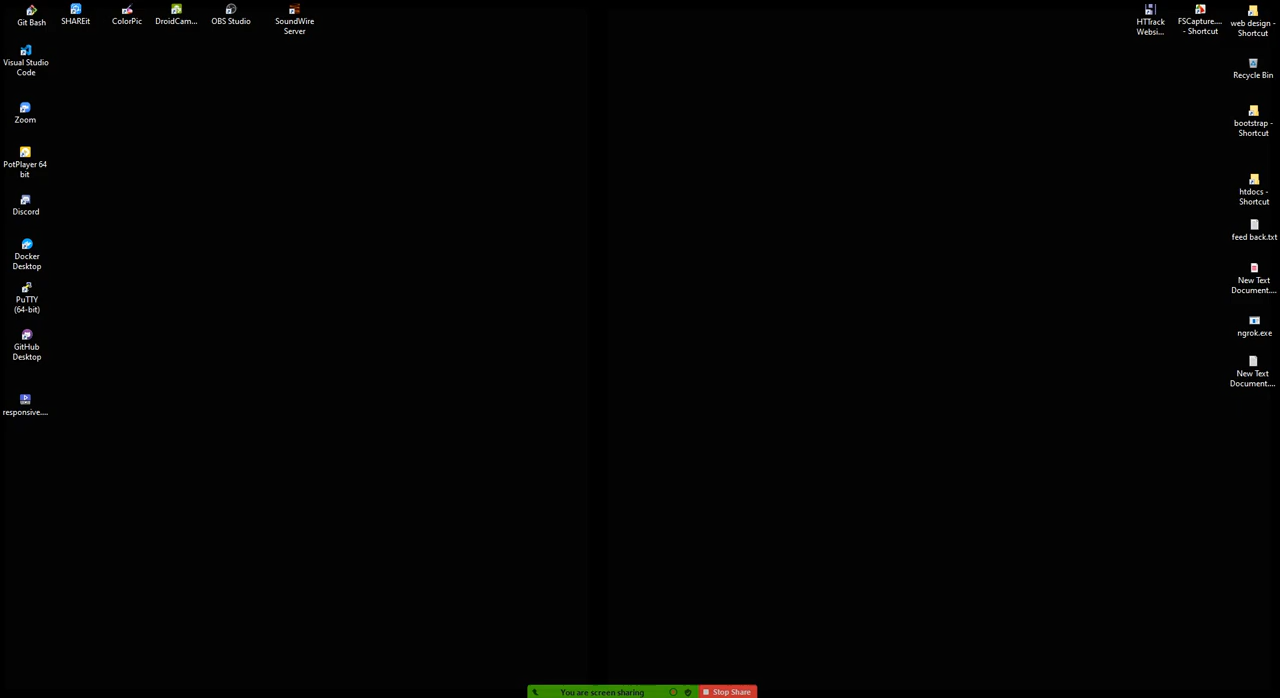 Git Bash
SHAREit
ColorPic
DroidCam...
OBS Studio
SoundWire
Server
HTTrack
Websi...
FSCapture....
- Shortcut
web design -
Shortcut
Visual Studio
Code
Recycle Bin
Zoom
bootstrap -
Shortcut
PotPlayer 64
bit
htdocs -
Shortcut
Discord
feed back.txt
Docker
Desktop
New Text
Document....
PuTTY
(64-bit)
ngrok.exe
GitHub
Desktop
New Text
Document....
responsive....
You are screen sharing
Stop Share